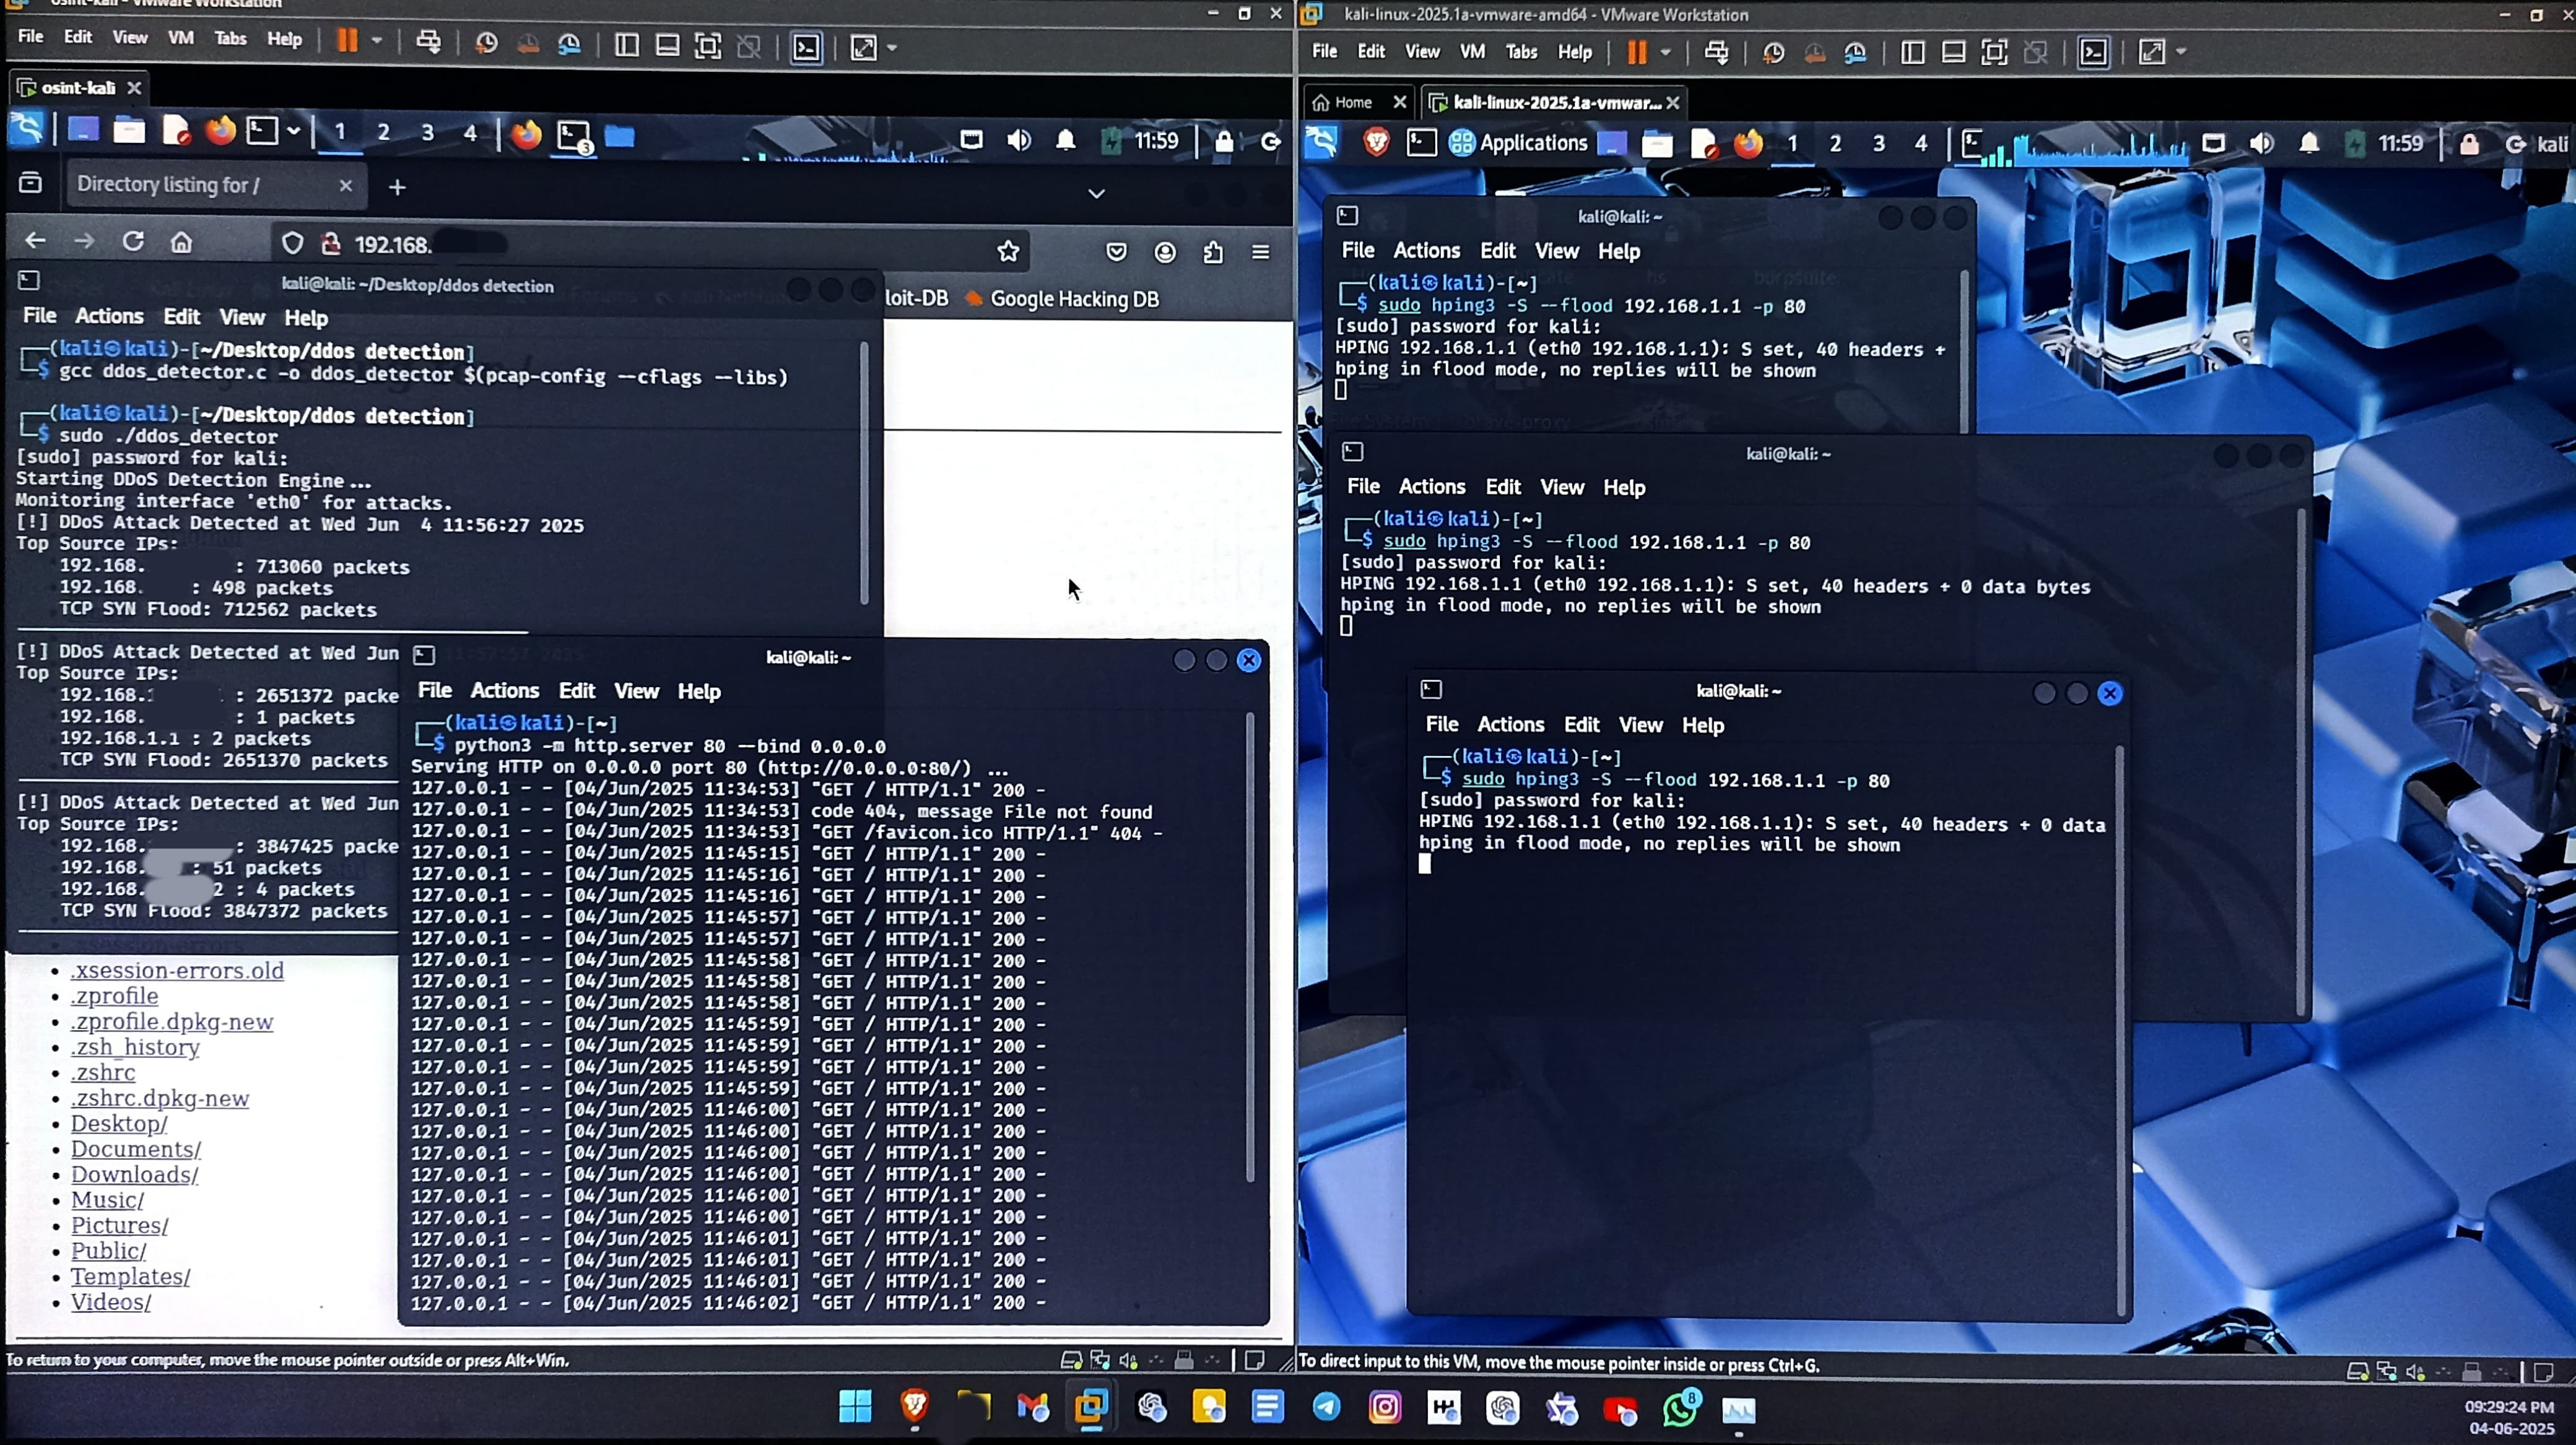 osint-kali - VMware Workstation
File Edit View VM Tabs Help
osint-kali
1 2 3 4
3
11:59
Directory listing for /
192.168.
loit-DB Google Hacking DB
kali@kali: ~/Desktop/ddos detection
File Actions Edit View Help
(kali㉿kali)-[~/Desktop/ddos detection]
$ gcc ddos_detector.c -o ddos_detector $(pcap-config --cflags --libs)
(kali㉿kali)-[~/Desktop/ddos detection]
$ sudo ./ddos_detector
[sudo] password for kali:
Starting DDoS Detection Engine...
Monitoring interface 'eth0' for attacks.
[!] DDoS Attack Detected at Wed Jun 4 11:56:27 2025
Top Source IPs:
192.168. : 713060 packets
192.168. : 498 packets
TCP SYN Flood: 712562 packets
[!] DDoS Attack Detected at Wed Jun
Top Source IPs:
192.168. : 2651372 packe
192.168. : 1 packets
192.168.1.1 : 2 packets
TCP SYN Flood: 2651370 packets
[!] DDoS Attack Detected at Wed Jun
Top Source IPs:
192.168. : 3847425 packe
192.168. : 51 packets
192.168. 2 : 4 packets
TCP SYN Flood: 3847372 packets
.xsession-errors
.xsession-errors.old
.zprofile
.zprofile.dpkg-new
.zsh_history
.zshrc
.zshrc.dpkg-new
Desktop/
Documents/
Downloads/
Music/
Pictures/
Public/
Templates/
Videos/
kali@kali: ~
File Actions Edit View Help
(kali㉿kali)-[~]
$ python3 -m http.server 80 --bind 0.0.0.0
Serving HTTP on 0.0.0.0 port 80 (http://0.0.0.0:80/) ...
127.0.0.1 - - [04/Jun/2025 11:34:53] "GET / HTTP/1.1" 200 -
127.0.0.1 - - [04/Jun/2025 11:34:53] code 404, message File not found
127.0.0.1 - - [04/Jun/2025 11:34:53] "GET /favicon.ico HTTP/1.1" 404 -
127.0.0.1 - - [04/Jun/2025 11:45:15] "GET / HTTP/1.1" 200 -
127.0.0.1 - - [04/Jun/2025 11:45:16] "GET / HTTP/1.1" 200 -
127.0.0.1 - - [04/Jun/2025 11:45:16] "GET / HTTP/1.1" 200 -
127.0.0.1 - - [04/Jun/2025 11:45:57] "GET / HTTP/1.1" 200 -
127.0.0.1 - - [04/Jun/2025 11:45:57] "GET / HTTP/1.1" 200 -
127.0.0.1 - - [04/Jun/2025 11:45:58] "GET / HTTP/1.1" 200 -
127.0.0.1 - - [04/Jun/2025 11:45:58] "GET / HTTP/1.1" 200 -
127.0.0.1 - - [04/Jun/2025 11:45:58] "GET / HTTP/1.1" 200 -
127.0.0.1 - - [04/Jun/2025 11:45:59] "GET / HTTP/1.1" 200 -
127.0.0.1 - - [04/Jun/2025 11:45:59] "GET / HTTP/1.1" 200 -
127.0.0.1 - - [04/Jun/2025 11:45:59] "GET / HTTP/1.1" 200 -
127.0.0.1 - - [04/Jun/2025 11:45:59] "GET / HTTP/1.1" 200 -
127.0.0.1 - - [04/Jun/2025 11:46:00] "GET / HTTP/1.1" 200 -
127.0.0.1 - - [04/Jun/2025 11:46:00] "GET / HTTP/1.1" 200 -
127.0.0.1 - - [04/Jun/2025 11:46:00] "GET / HTTP/1.1" 200 -
127.0.0.1 - - [04/Jun/2025 11:46:00] "GET / HTTP/1.1" 200 -
127.0.0.1 - - [04/Jun/2025 11:46:00] "GET / HTTP/1.1" 200 -
127.0.0.1 - - [04/Jun/2025 11:46:00] "GET / HTTP/1.1" 200 -
127.0.0.1 - - [04/Jun/2025 11:46:01] "GET / HTTP/1.1" 200 -
127.0.0.1 - - [04/Jun/2025 11:46:01] "GET / HTTP/1.1" 200 -
127.0.0.1 - - [04/Jun/2025 11:46:01] "GET / HTTP/1.1" 200 -
127.0.0.1 - - [04/Jun/2025 11:46:02] "GET / HTTP/1.1" 200 -
To return to your computer, move the mouse pointer outside or press Alt+Win.
kali-linux-2025.1a-vmware-amd64 - VMware Workstation
File Edit View VM Tabs Help
Home kali-linux-2025.1a-vmwar...
Applications 1 2 3 4 11:59 kali
kali@kali: ~
File Actions Edit View Help
(kali㉿kali)-[~]
$ sudo hping3 -S --flood 192.168.1.1 -p 80
[sudo] password for kali:
HPING 192.168.1.1 (eth0 192.168.1.1): S set, 40 headers +
hping in flood mode, no replies will be shown
kali@kali: ~
File Actions Edit View Help
(kali㉿kali)-[~]
$ sudo hping3 -S --flood 192.168.1.1 -p 80
[sudo] password for kali:
HPING 192.168.1.1 (eth0 192.168.1.1): S set, 40 headers + 0 data bytes
hping in flood mode, no replies will be shown
kali@kali: ~
File Actions Edit View Help
(kali㉿kali)-[~]
$ sudo hping3 -S --flood 192.168.1.1 -p 80
[sudo] password for kali:
HPING 192.168.1.1 (eth0 192.168.1.1): S set, 40 headers + 0 data
hping in flood mode, no replies will be shown
To direct input to this VM, move the mouse pointer inside or press Ctrl+G.
8
09:29:24 PM
04-06-2025